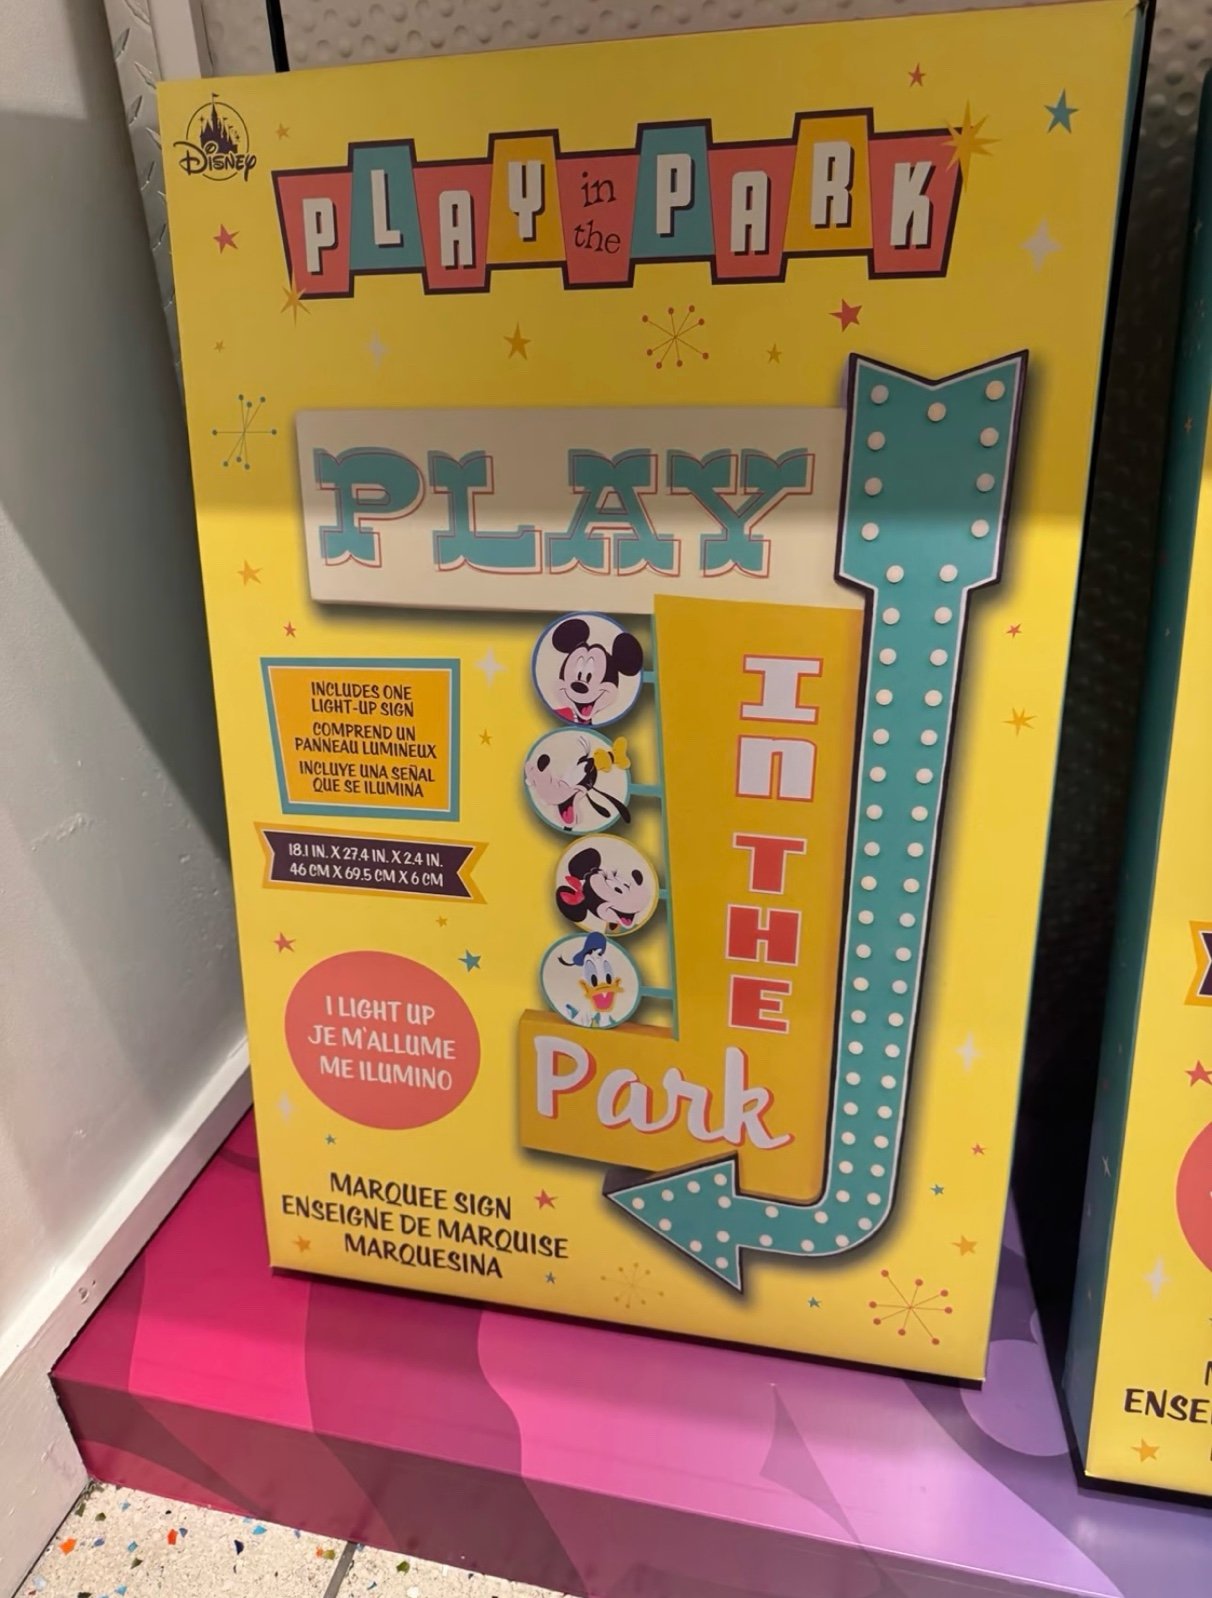 Disney
PLAY in the PARK
PLAY
In
THE
Park
INCLUDES ONE
LIGHT-UP SIGN
COMPREND UN
PANNEAU LUMINEUX
INCLUYE UNA SEÑAL
QUE SE ILUMINA
18.1 IN. X 27.4 IN. X 2.4 IN.
46 CM X 69.5 CM X 6 CM
I LIGHT UP
JE M'ALLUME
ME ILUMINO
MARQUEE SIGN
ENSEIGNE DE MARQUISE
MARQUESINA